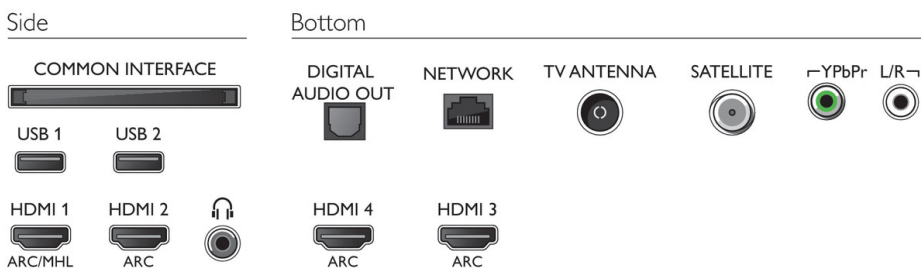 Side
COMMON INTERFACE
USB 1 USB 2
HDMI 1 HDMI 2
ARC/MHL ARC
Bottom
DIGITAL AUDIO OUT
NETWORK
TV ANTENNA
SATELLITE
YPbPr L/R
HDMI 4 HDMI 3
ARC ARC